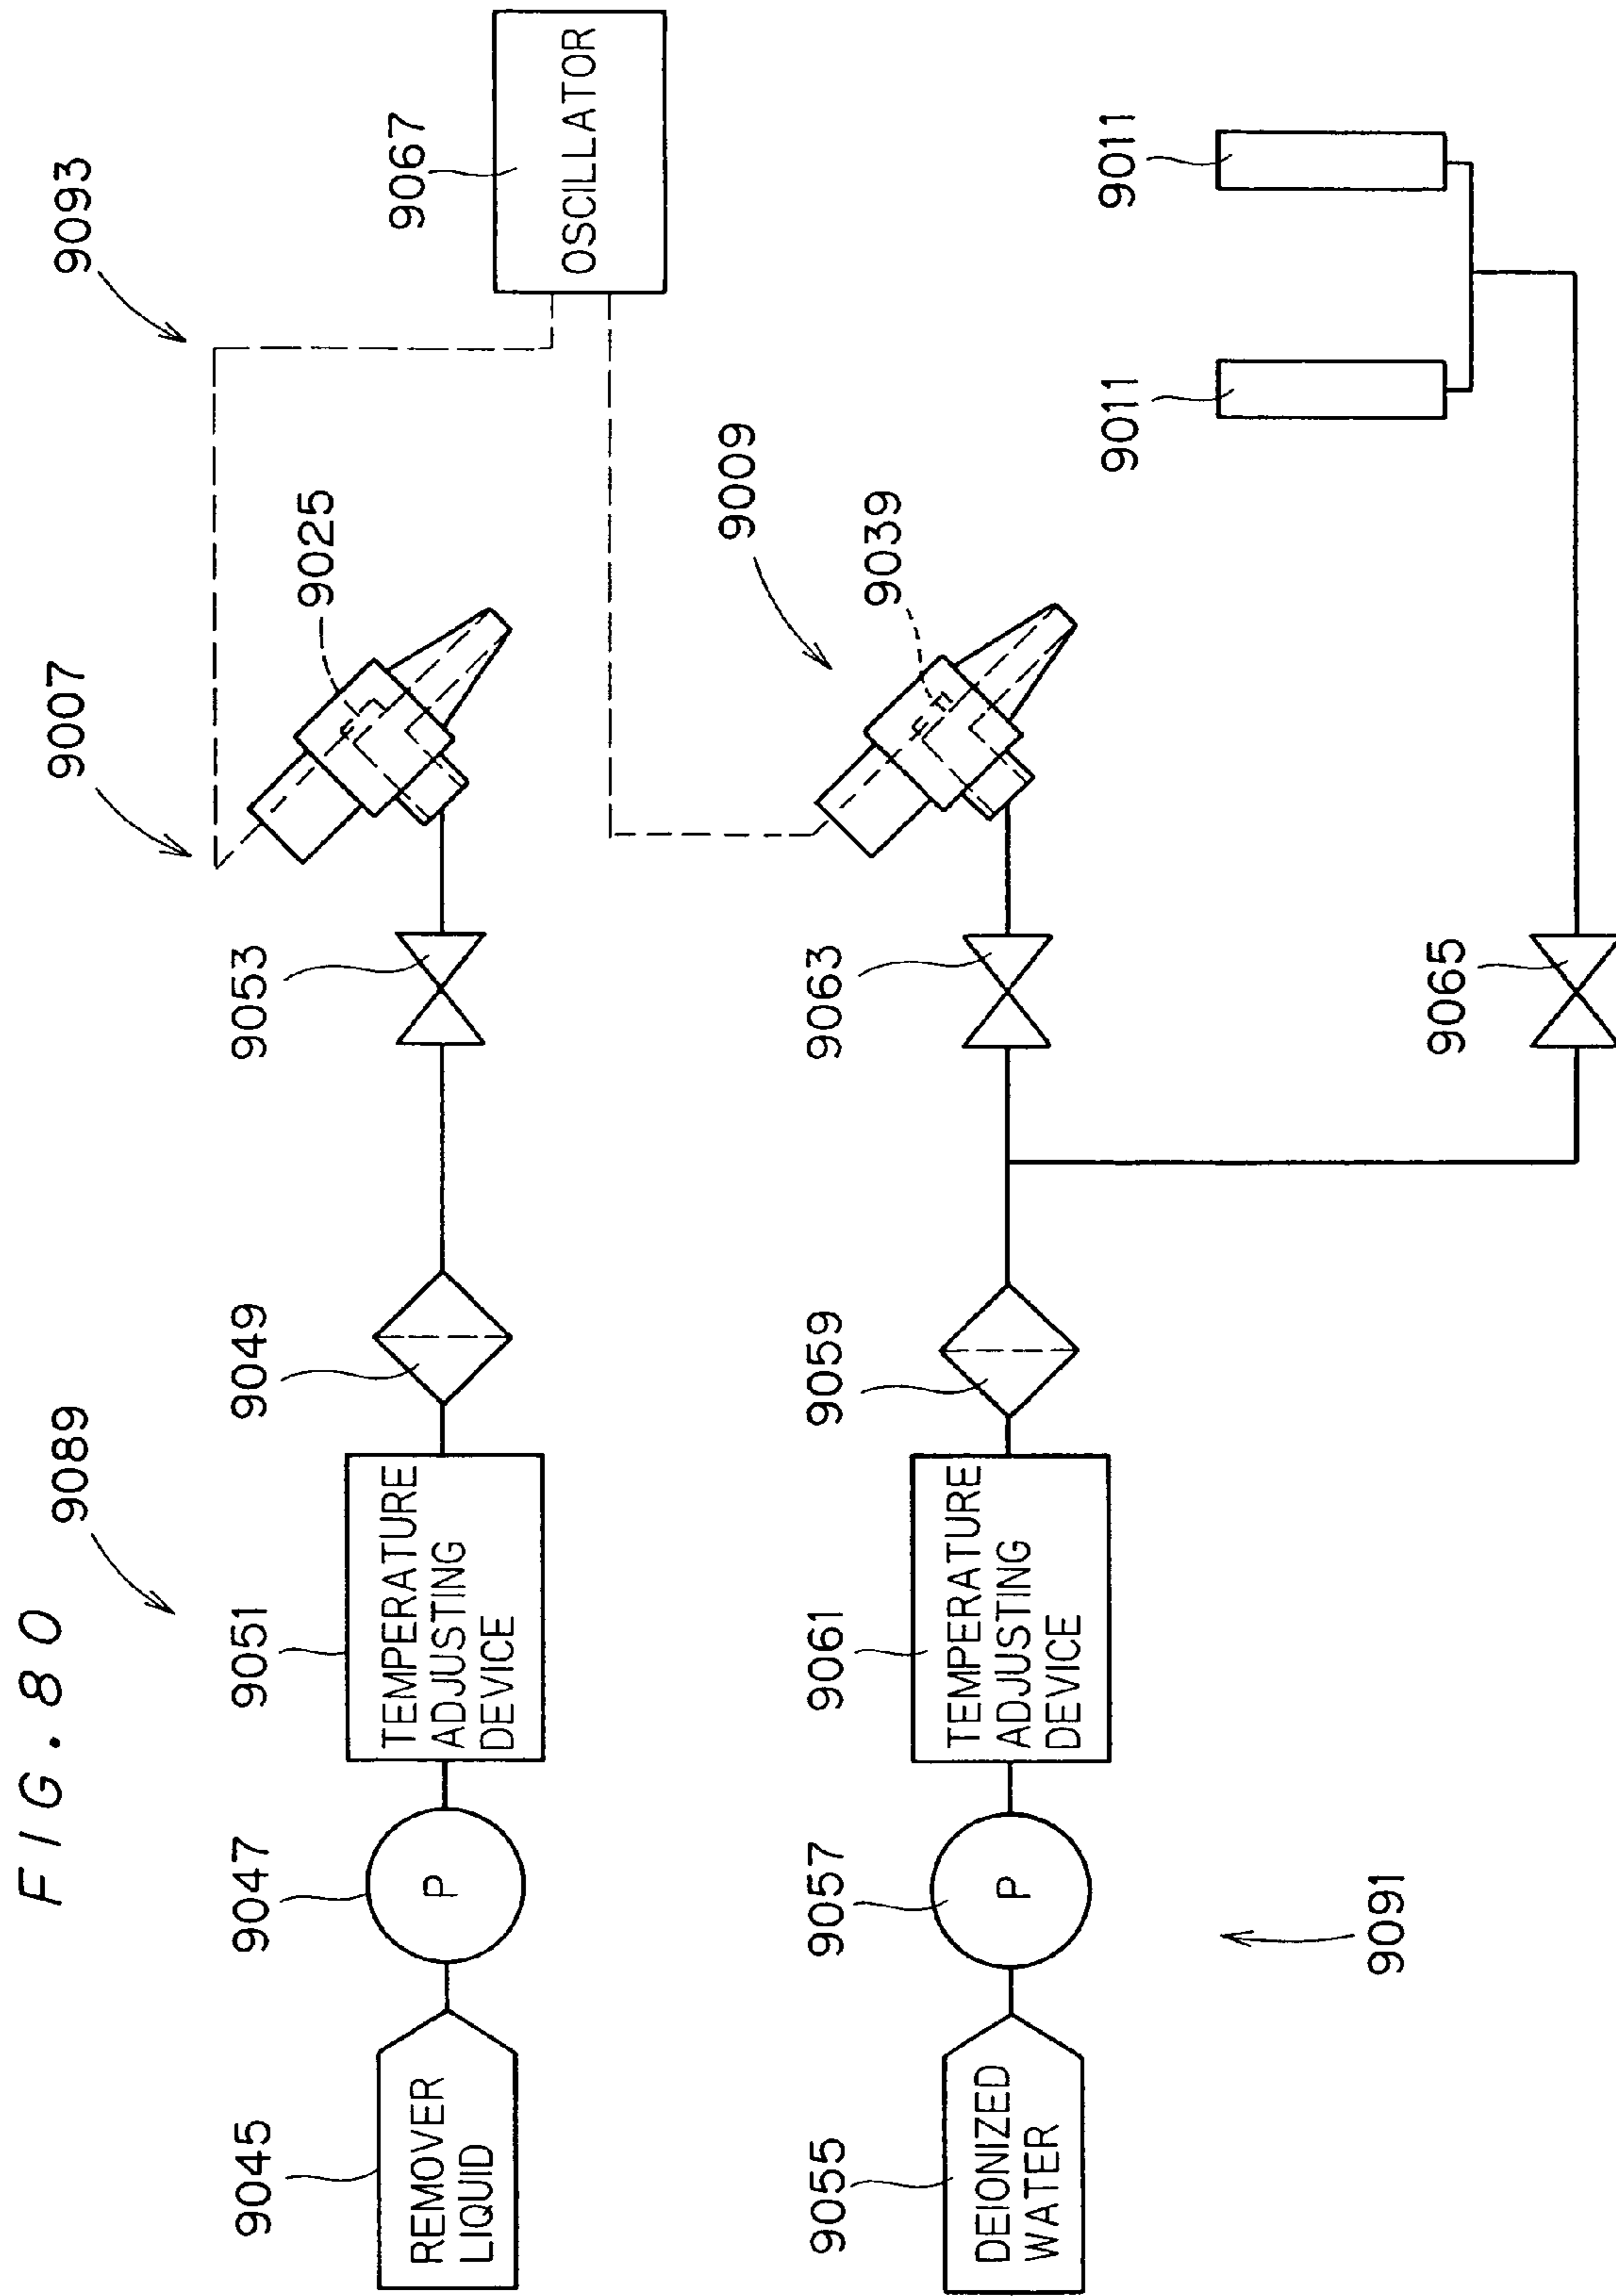 FIG. 80
9089
9007
9093
9045
9047
9051
9049
9053
9025
9067
REMOVER
LIQUID
P
TEMPERATURE
ADJUSTING
DEVICE
OSCILLATOR
9009
9055
9057
9061
9059
9063
9039
DEIONIZED
WATER
P
TEMPERATURE
ADJUSTING
DEVICE
9011
9011
9091
9065